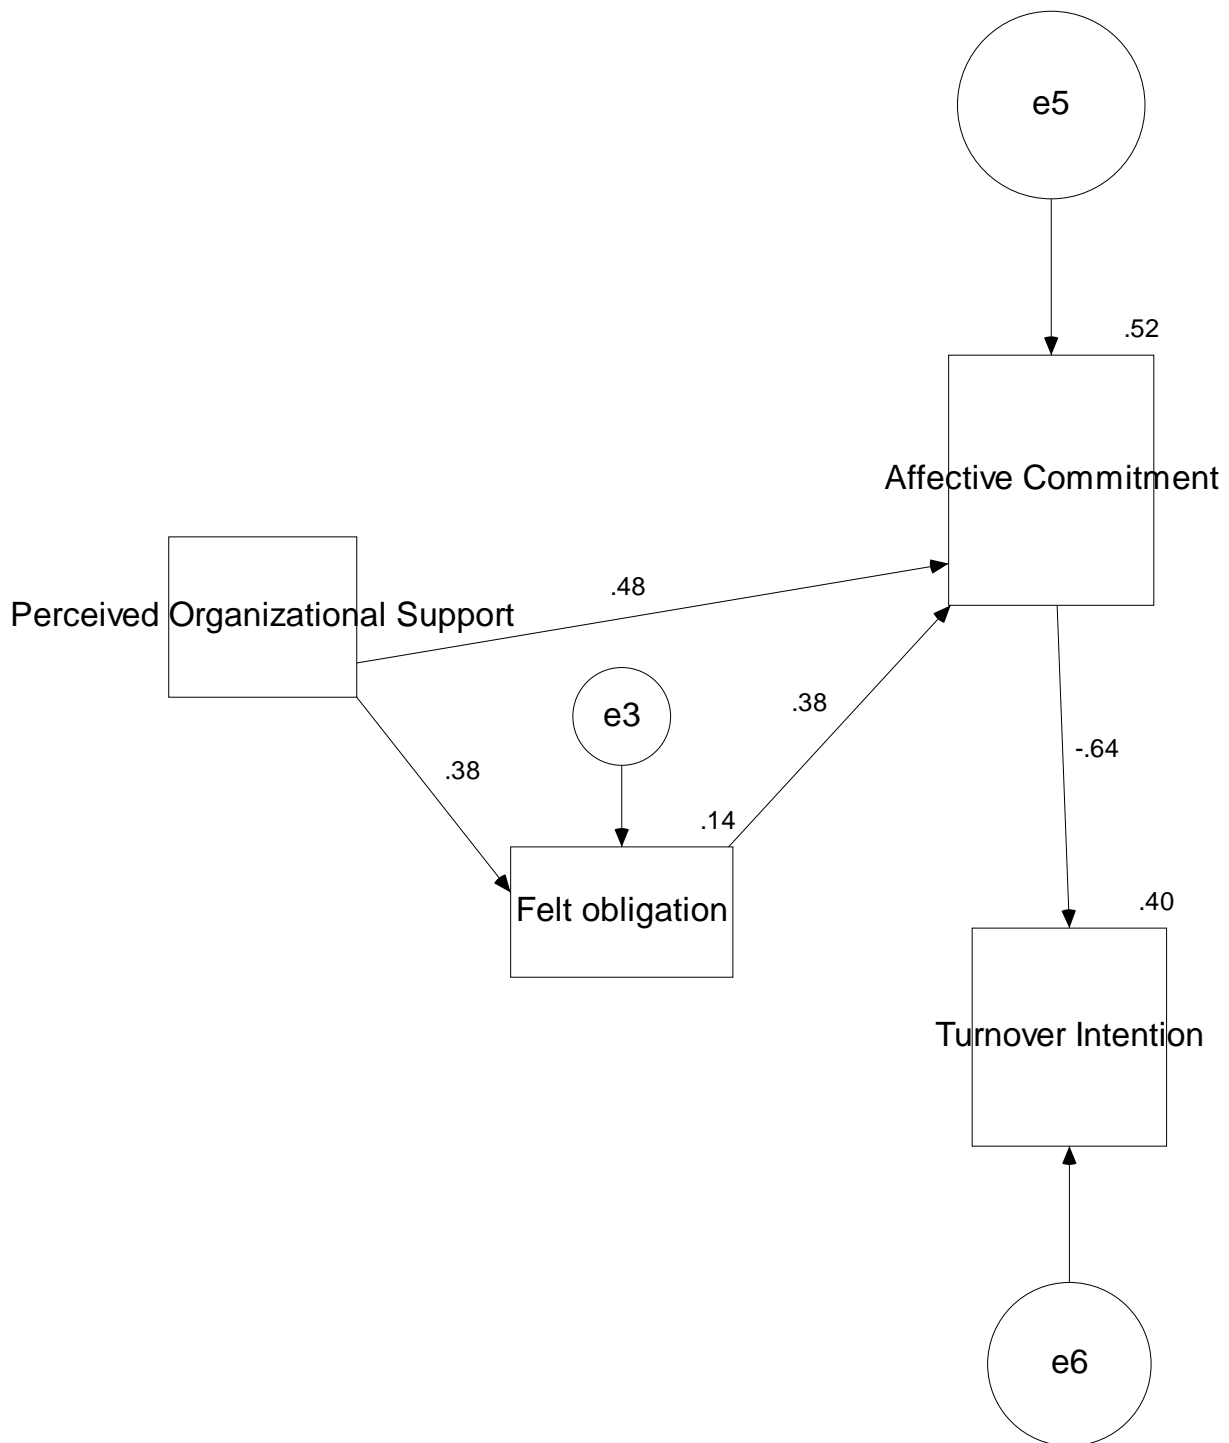 e5
.52
Affective Commitment
.48
Perceived Organizational Support
e3
.38
.38
-.64
.14
Felt obligation
.40
Turnover Intention
e6